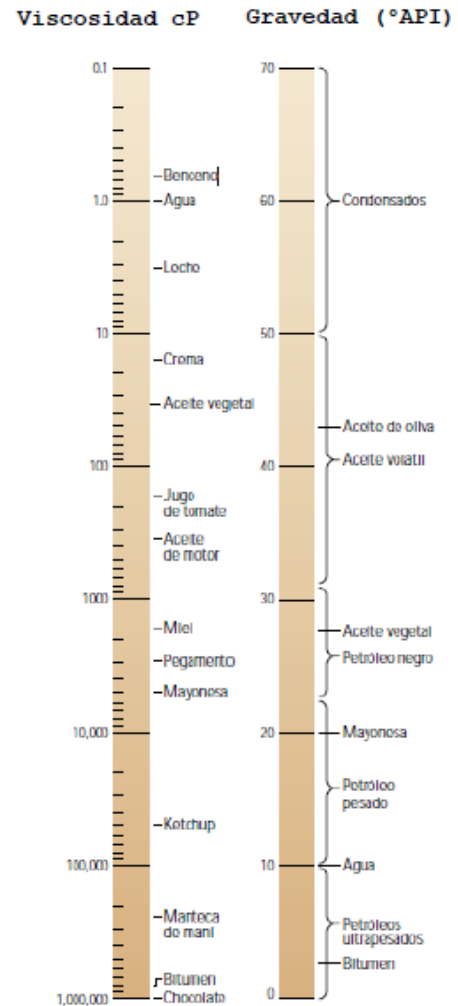 Viscosidad cP
Gravedad (°API)
0.1
Benceno
1.0
Agua
Leche
10
Crema
Aceite vegetal
100
Jugo
de tomate
Aceite
de motor
1000
Miel
Pegamento
Mayonesa
10,000
Ketchup
100,000
Manteca
de maní
Bitumen
1,000,000
Chocolate
70
60
Condensados
50
Aceite de oliva
Aceite volátil
40
30
Aceite vegetal
Petróleo negro
20
Mayonesa
Petróleo
pesado
10
Agua
Petróleos
ultrapesados
Bitumen
0